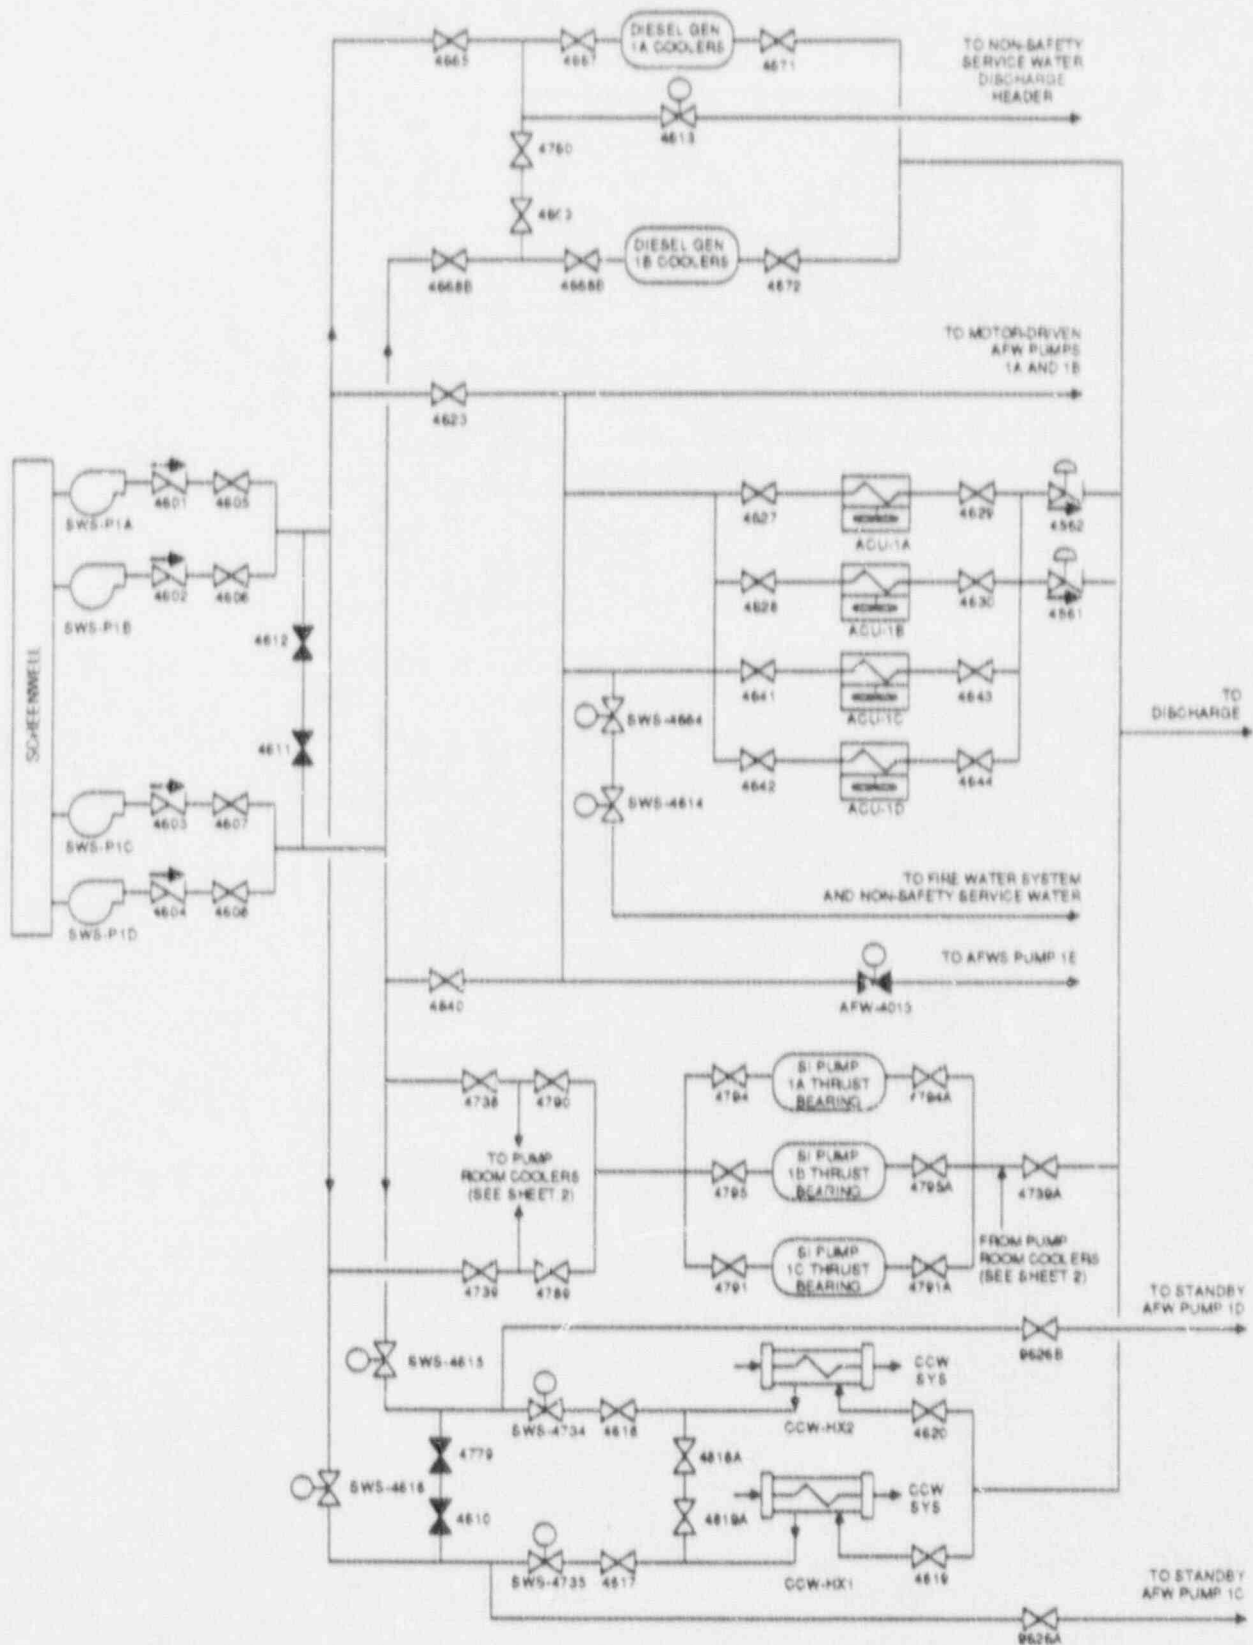 DIESEL GEN
1A COOLERS
4665
4667
4671
TO NON-SAFETY
SERVICE WATER
DISCHARGE
HEADER
4613
4760
DIESEL GEN
1B COOLERS
4668B
4668B
4672
TO MOTOR-DRIVEN
AFW PUMPS
1A AND 1B
4623
SCREENWELL
SWS-P1A
4601
4605
SWS-P1B
4602
4606
4612
4611
SWS-P1C
4603
4607
SWS-P1D
4604
4608
4627
ACU-1A
4629
4562
4628
ACU-1B
4630
4561
4641
ACU-1C
4643
SWS-4664
TO
DISCHARGE
4642
ACU-1D
4644
SWS-4614
TO FIRE WATER SYSTEM
AND NON-SAFETY SERVICE WATER
4640
AFW-4013
TO AFWS PUMP 1E
4738
4790
TO PUMP
ROOM COOLERS
(SEE SHEET 2)
4739
4789
4794
SI PUMP
1A THRUST
BEARING
4794A
4795
SI PUMP
1B THRUST
BEARING
4795A
4739A
4791
SI PUMP
1C THRUST
BEARING
4791A
FROM PUMP
ROOM COOLERS
(SEE SHEET 2)
TO STANDBY
AFW PUMP 1D
9626B
SWS-4615
SWS-4734
4618
CCW-HX2
CCW
SYS
4620
4779
4618A
SWS-4616
4610
4619A
CCW
SYS
SWS-4735
4617
CCW-HX1
4619
TO STANDBY
AFW PUMP 1C
9626A